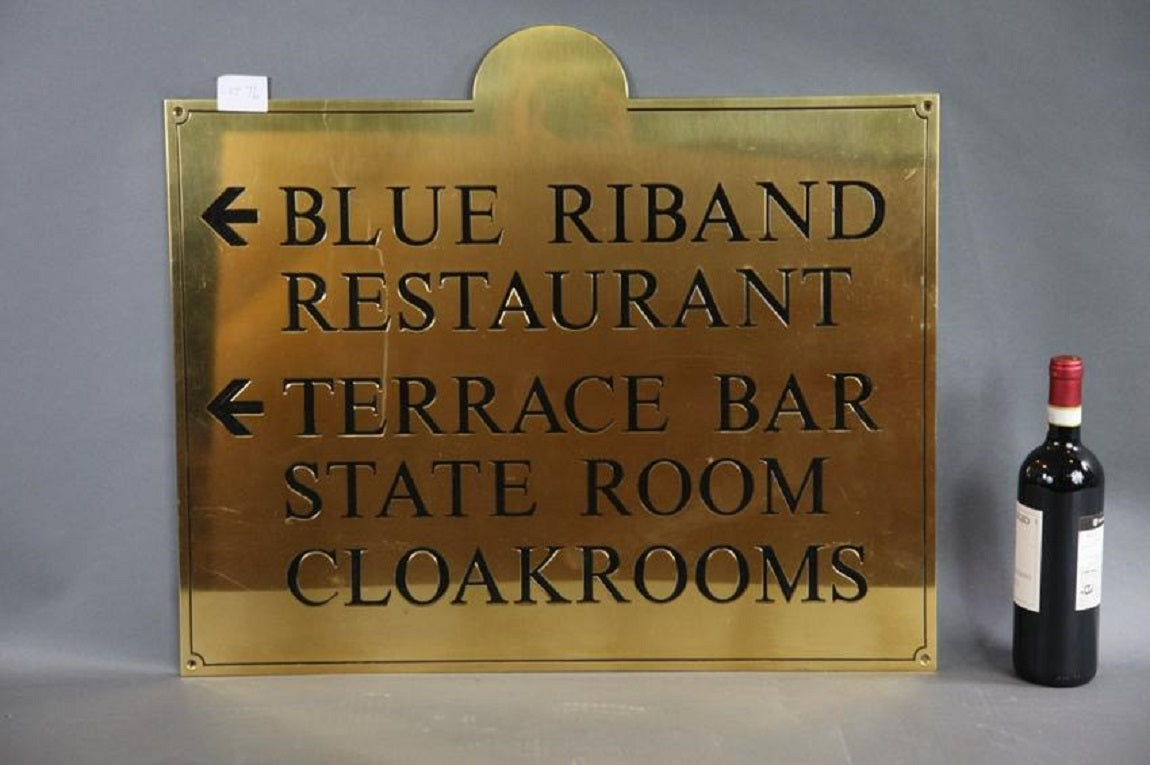 ← BLUE RIBAND
RESTAURANT
← TERRACE BAR
STATE ROOM
CLOAKROOMS